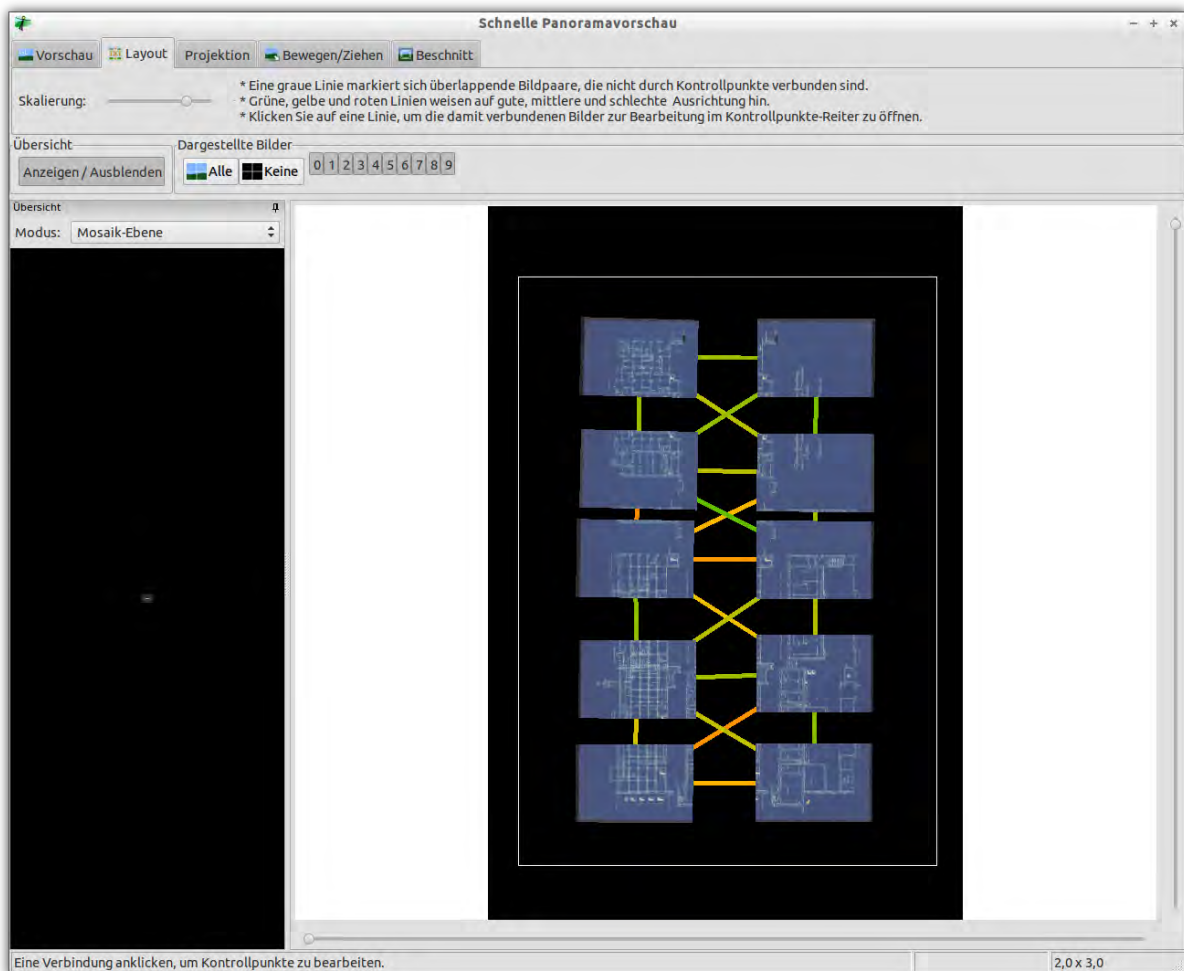 Schnelle Panoramavorschau
Vorschau Layout Projektion Bewegen/Ziehen Beschnitt
Skalierung:
* Eine graue Linie markiert sich überlappende Bildpaare, die nicht durch Kontrollpunkte verbunden sind.
* Grüne, gelbe und roten Linien weisen auf gute, mittlere und schlechte Ausrichtung hin.
* Klicken Sie auf eine Linie, um die damit verbundenen Bilder zur Bearbeitung im Kontrollpunkte-Reiter zu öffnen.
Übersicht Dargestellte Bilder
Anzeigen / Ausblenden Alle Keine 0 1 2 3 4 5 6 7 8 9
Übersicht
Modus: Mosaik-Ebene
Eine Verbindung anklicken, um Kontrollpunkte zu bearbeiten. 2,0 x 3,0